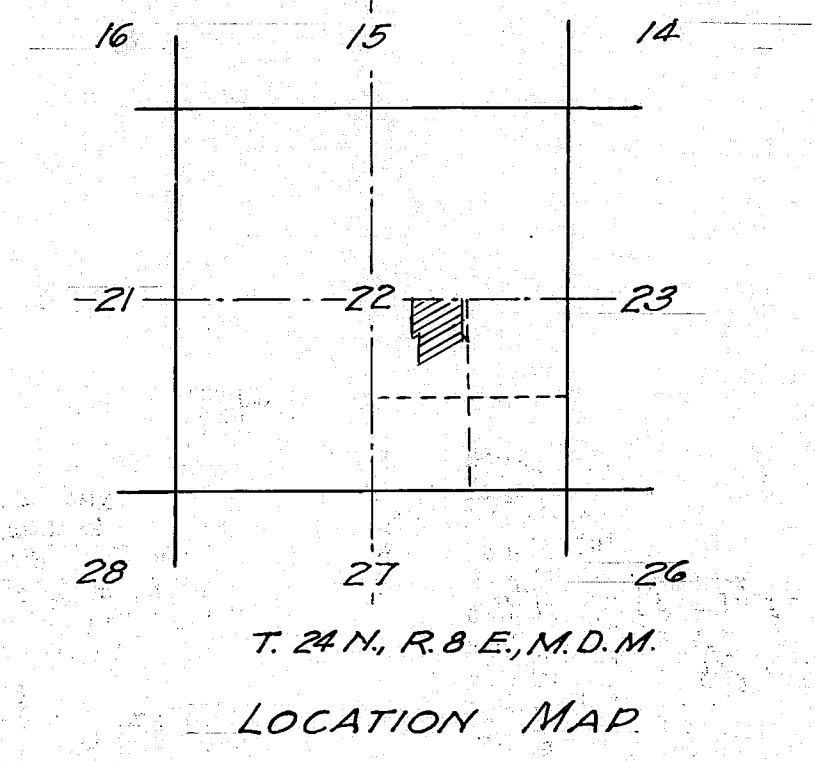 16 15 14
21 22 23
28 27 26
T. 24 N., R. 8 E., M. D. M.
LOCATION MAP.